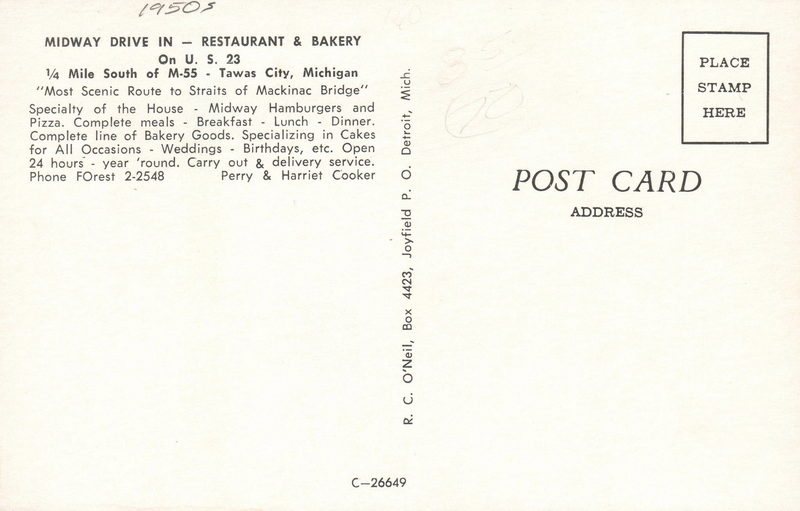 1950s
MIDWAY DRIVE IN — RESTAURANT & BAKERY
On U. S. 23
¼ Mile South of M-55 - Tawas City, Michigan
"Most Scenic Route to Straits of Mackinac Bridge"
Specialty of the House - Midway Hamburgers and
Pizza. Complete meals - Breakfast - Lunch - Dinner.
Complete line of Bakery Goods. Specializing in Cakes
for All Occasions - Weddings - Birthdays, etc. Open
24 hours - year 'round. Carry out & delivery service.
Phone FOrest 2-2548 Perry & Harriet Cooker
R. C. O'Neil, Box 4423, Joyfield P. O. Detroit, Mich.
C—26649
PLACE
STAMP
HERE
POST CARD
ADDRESS